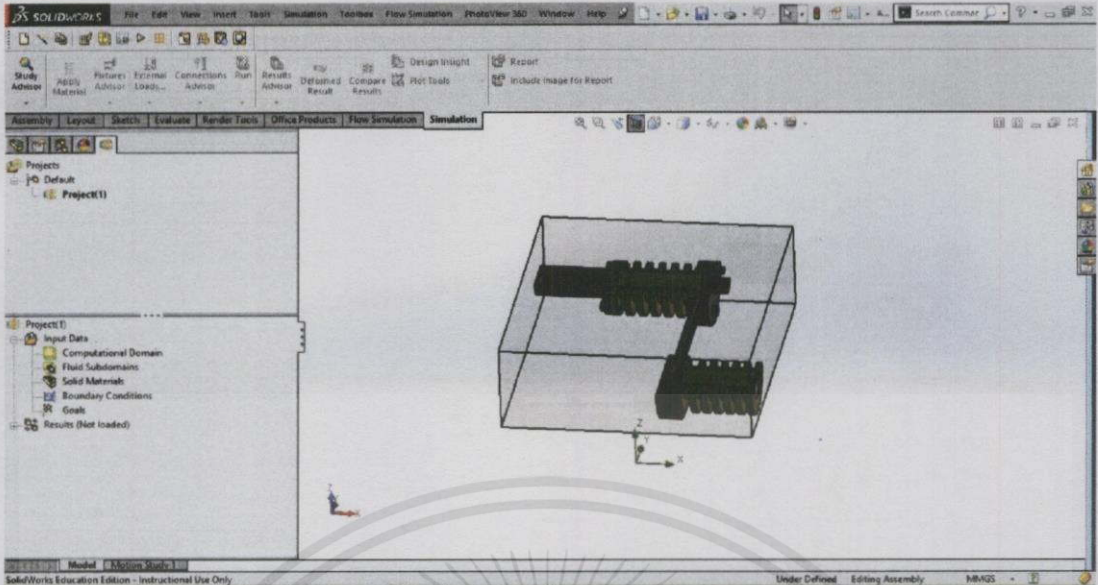 SOLIDWORKS File Edit View Insert Tools Simulation Toolbox Flow Simulation PhotoView 360 Window Help Search Commar
Study Advisor
Apply Material
Fixtures Advisor
External Loads...
Connections Advisor
Run
Results Advisor
Deformed Result
Compare Results
Design Insight
Plot Tools
Report
Include Image for Report
Assembly Layout Sketch Evaluate Render Tools Office Products Flow Simulation Simulation
Projects
Default
Project(1)
Project(1)
Input Data
Computational Domain
Fluid Subdomains
Solid Materials
Boundary Conditions
Goals
Results (Not loaded)
Z
Y
X
Model Motion Study 1
SolidWorks Education Edition - Instructional Use Only Under Defined Editing Assembly MMGS